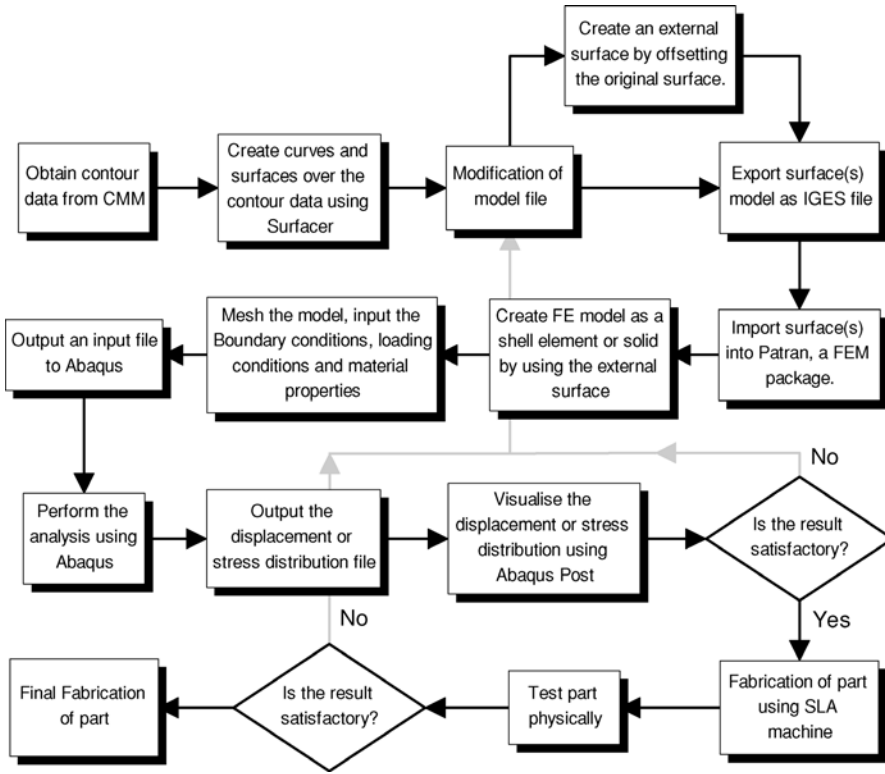 Create an external
surface by offsetting
the original surface.
Obtain contour
data from CMM
Create curves and
surfaces over the
contour data using
Surfacer
Modification of
model file
Export surface(s)
model as IGES file
Output an input file
to Abaqus
Mesh the model, input the
Boundary conditions, loading
conditions and material
properties
Create FE model as a
shell element or solid
by using the external
surface
Import surface(s)
into Patran, a FEM
package.
Perform the
analysis using
Abaqus
Output the
displacement or
stress distribution file
Visualise the
displacement or stress
distribution using
Abaqus Post
No
Is the result
satisfactory?
Yes
No
Final Fabrication
of part
Is the result
satisfactory?
Test part
physically
Fabrication of part
using SLA
machine